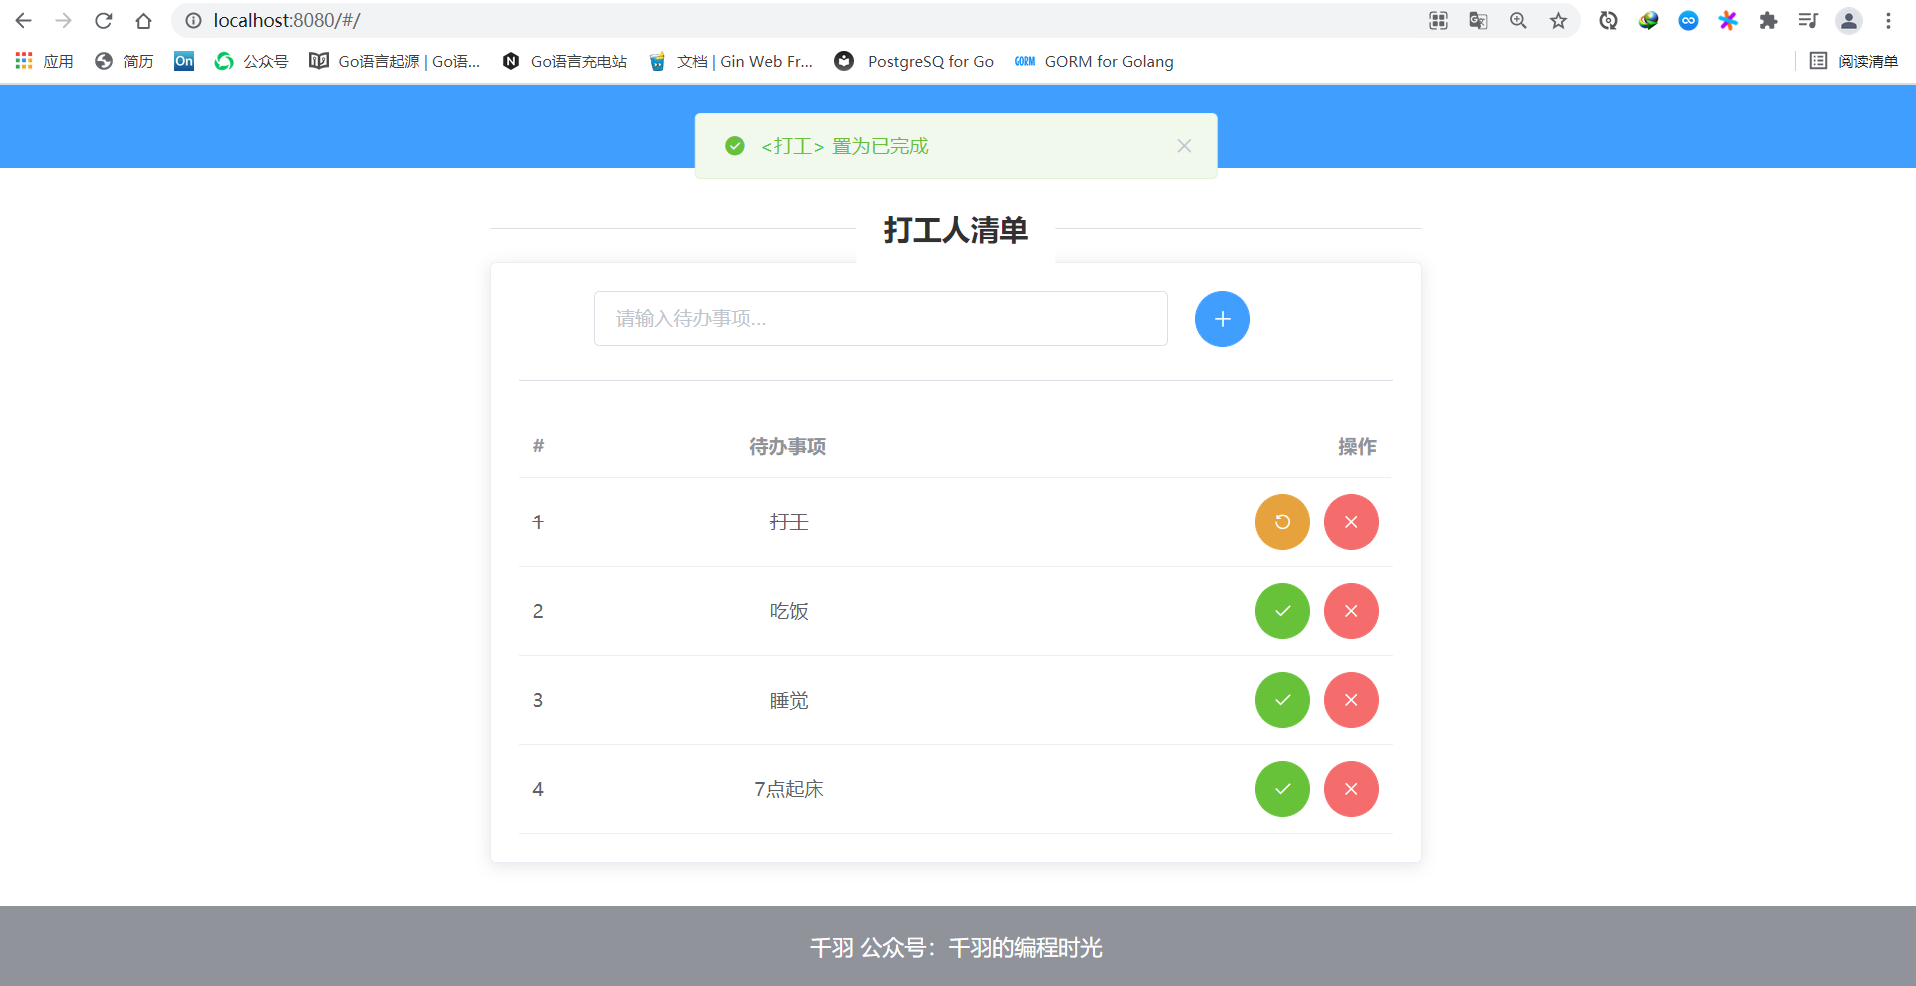 localhost:8080/#/
应用 简历 On 公众号 Go语言起源 | Go语... N Go语言充电站 文档 | Gin Web Fr... PostgreSQ for Go GORM GORM for Golang 阅读清单
<打工> 置为已完成
打工人清单
请输入待办事项...
# 待办事项 操作
1 打工
2 吃饭
3 睡觉
4 7点起床
千羽 公众号：千羽的编程时光